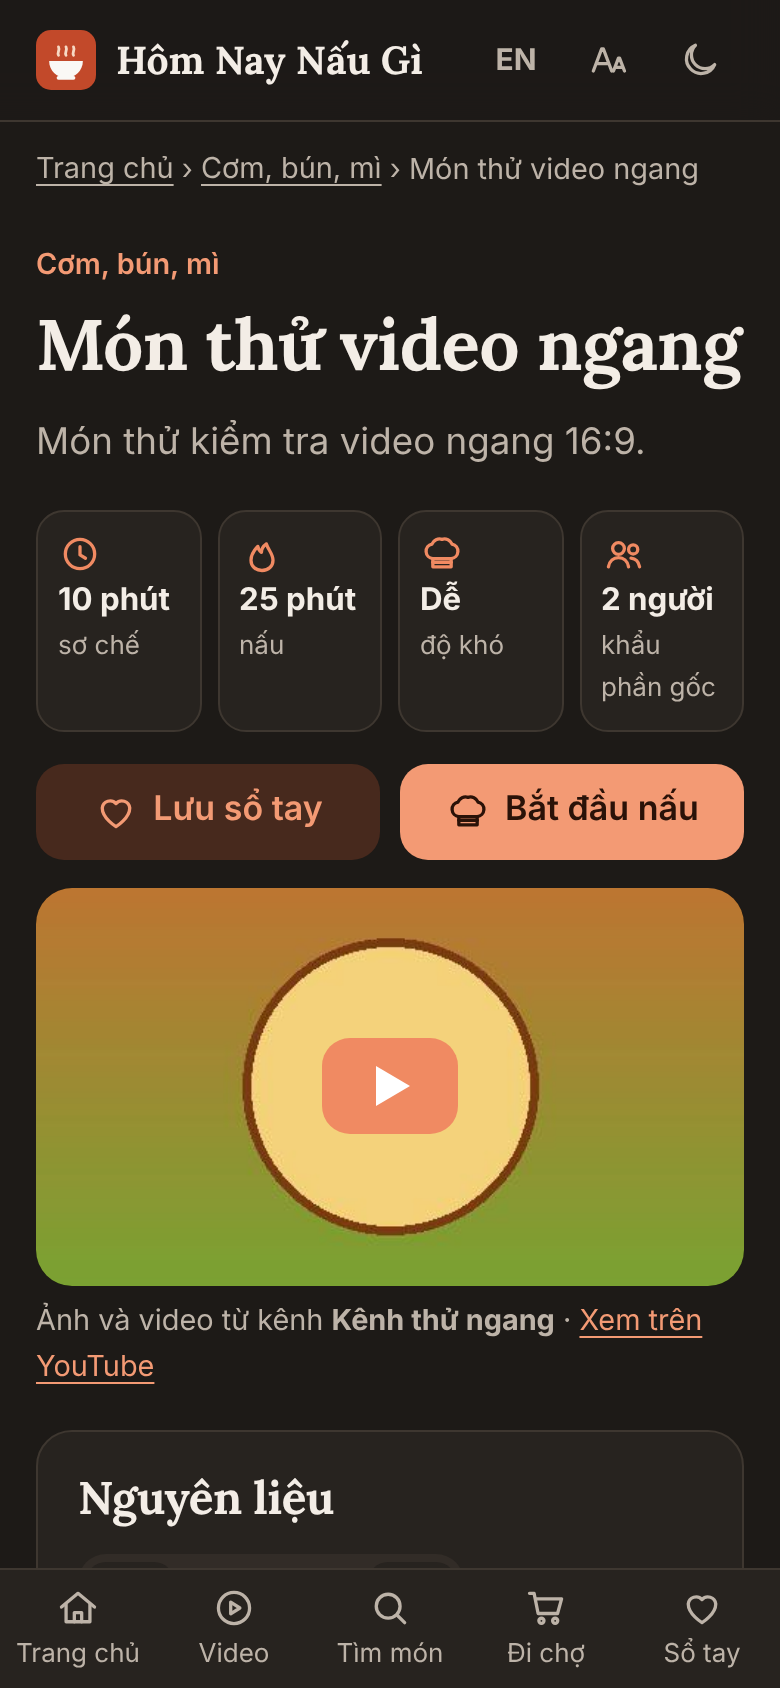 Hôm Nay Nấu Gì
EN
AA
Trang chủ › Cơm, bún, mì › Món thử video ngang
Cơm, bún, mì
Món thử video ngang
Món thử kiểm tra video ngang 16:9.
10 phút
sơ chế
25 phút
nấu
Dễ
độ khó
2 người
khẩu
phần gốc
Lưu sổ tay
Bắt đầu nấu
Ảnh và video từ kênh Kênh thử ngang · Xem trên
YouTube
Nguyên liệu
Trang chủ
Video
Tìm món
Đi chợ
Sổ tay